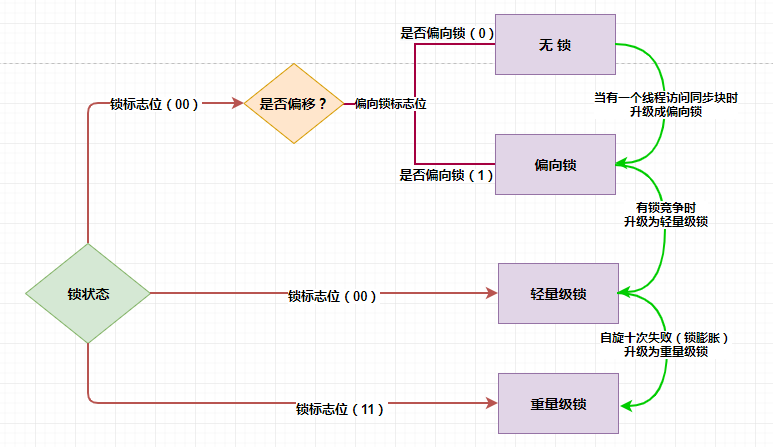 是否偏向锁（0）
无 锁
锁标志位（00）
是否偏移？
偏向锁标志位
当有一个线程访问同步块时
升级成偏向锁
是否偏向锁（1）
偏向锁
有锁竞争时
升级为轻量级锁
锁状态
锁标志位（00）
轻量级锁
自旋十次失败（锁膨胀）
升级为重量级锁
锁标志位（11）
重量级锁